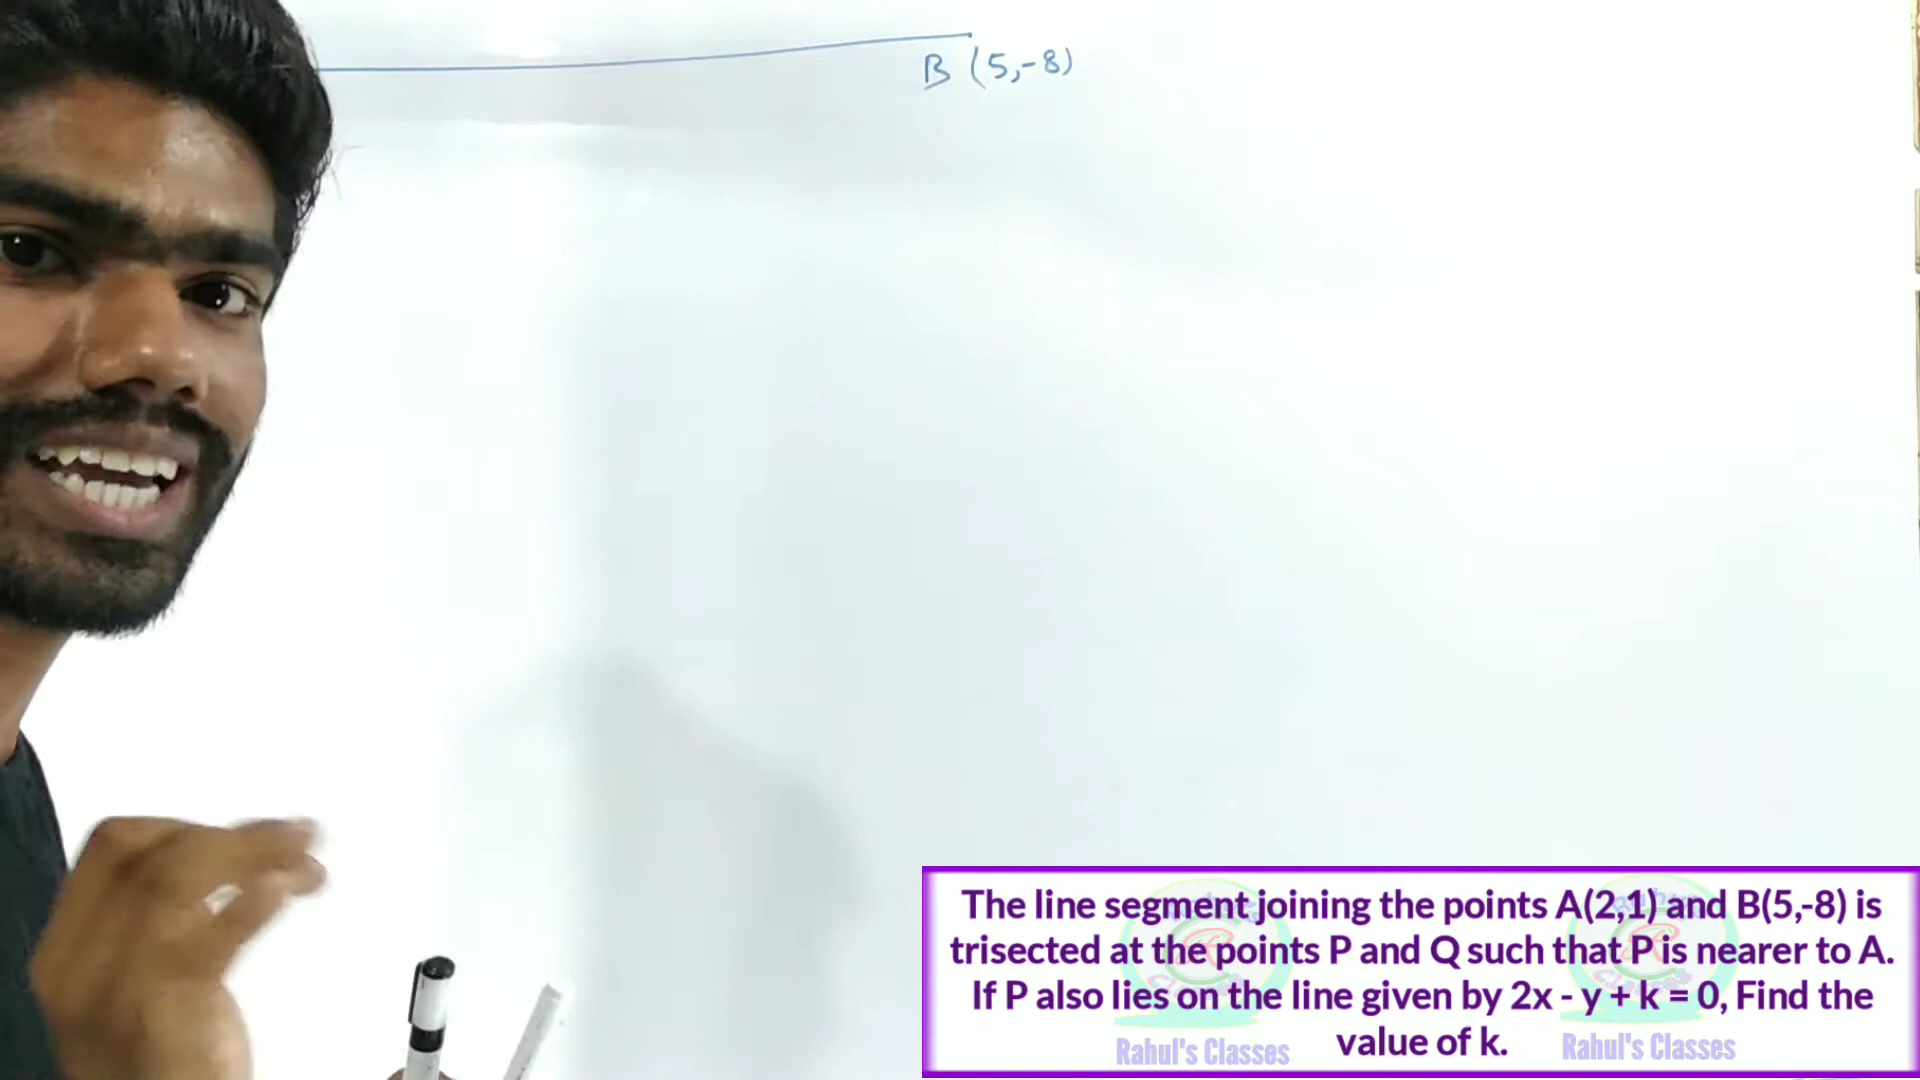 B (5,-8)
The line segment joining the points A(2,1) and B(5,-8) is
trisected at the points P and Q such that P is nearer to A.
If P also lies on the line given by 2x - y + k = 0, Find the
value of k.
Rahul's Classes
Rahul's Classes